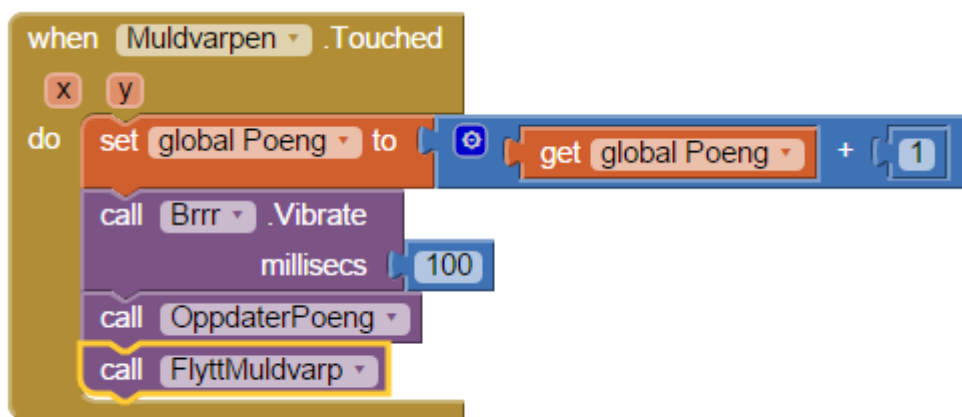 when Muldvarpen .Touched
x y
do set global Poeng to get global Poeng + 1
call Brrr .Vibrate
millisecs 100
call OppdaterPoeng
call FlyttMuldvarp